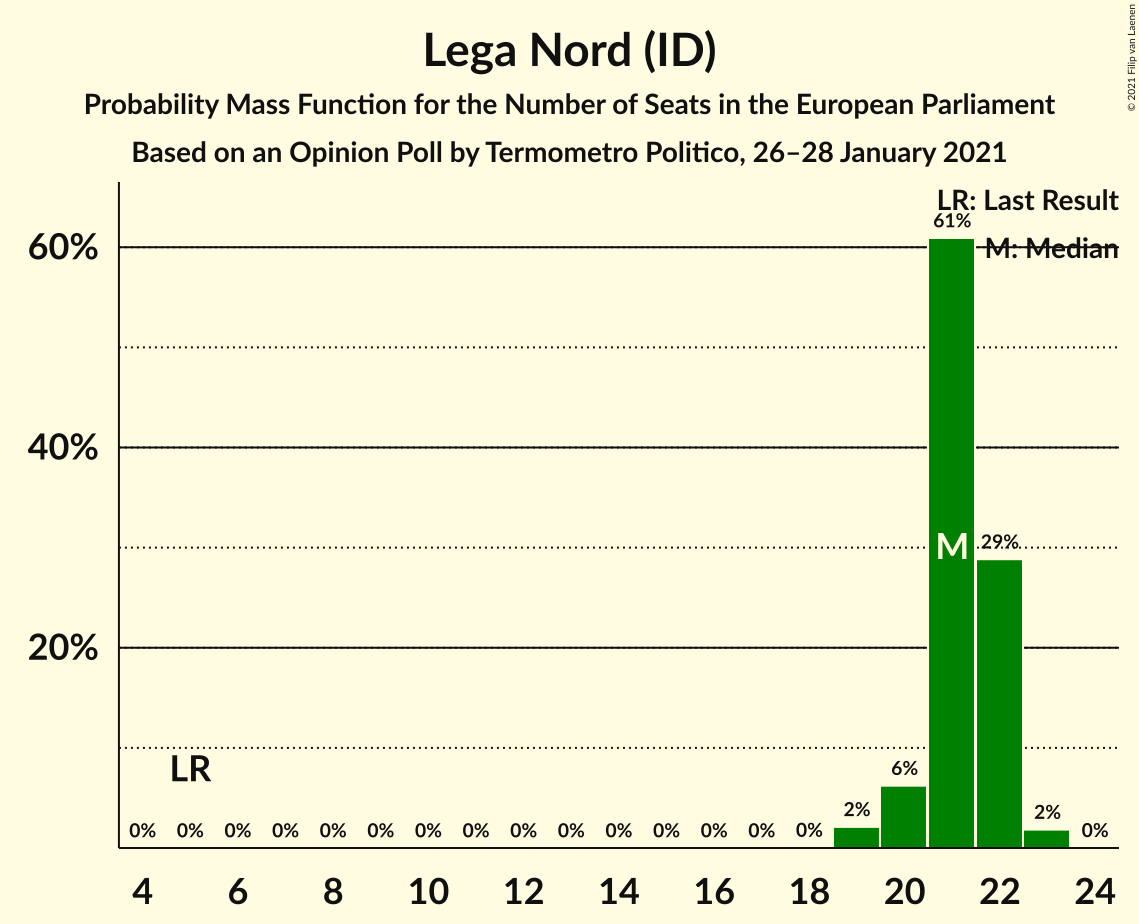 Lega Nord (ID)
Probability Mass Function for the Number of Seats in the European Parliament
Based on an Opinion Poll by Termometro Politico, 26–28 January 2021
© 2021 Filip van Laenen
LR: Last Result
M: Median
60%
40%
20%
61%
M
29%
LR
0% 0% 0% 0% 0% 0% 0% 0% 0% 0% 0% 0% 0% 0% 0% 2% 6% 2% 0%
4 6 8 10 12 14 16 18 20 22 24